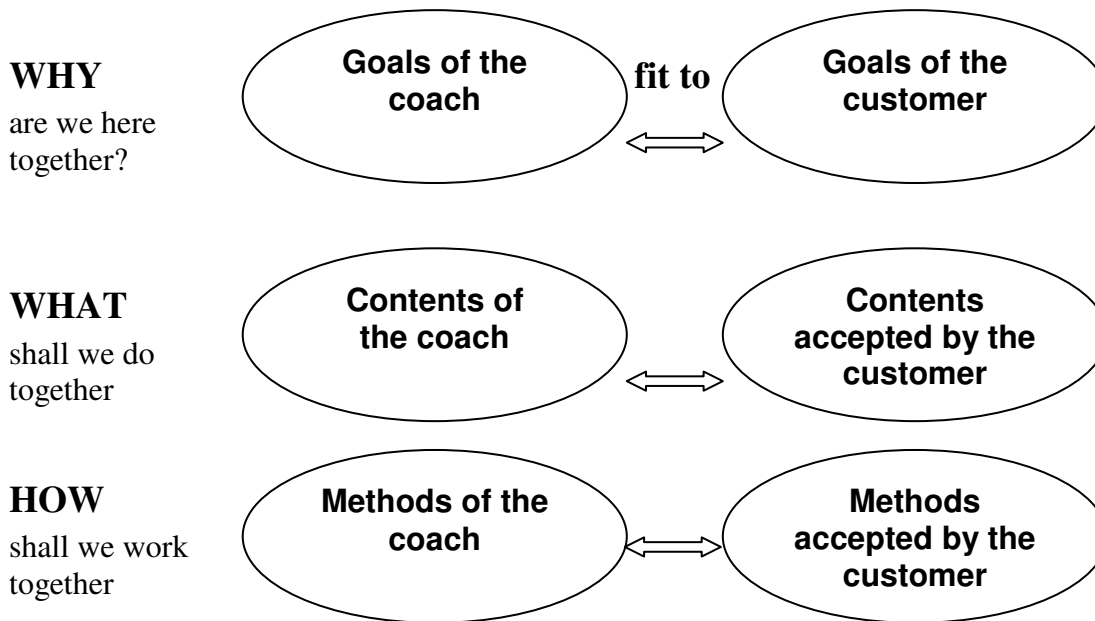 WHY
are we here
together?
Goals of the
coach
fit to
Goals of the
customer
WHAT
shall we do
together
Contents of
the coach
Contents
accepted by the
customer
HOW
shall we work
together
Methods of the
coach
Methods
accepted by the
customer